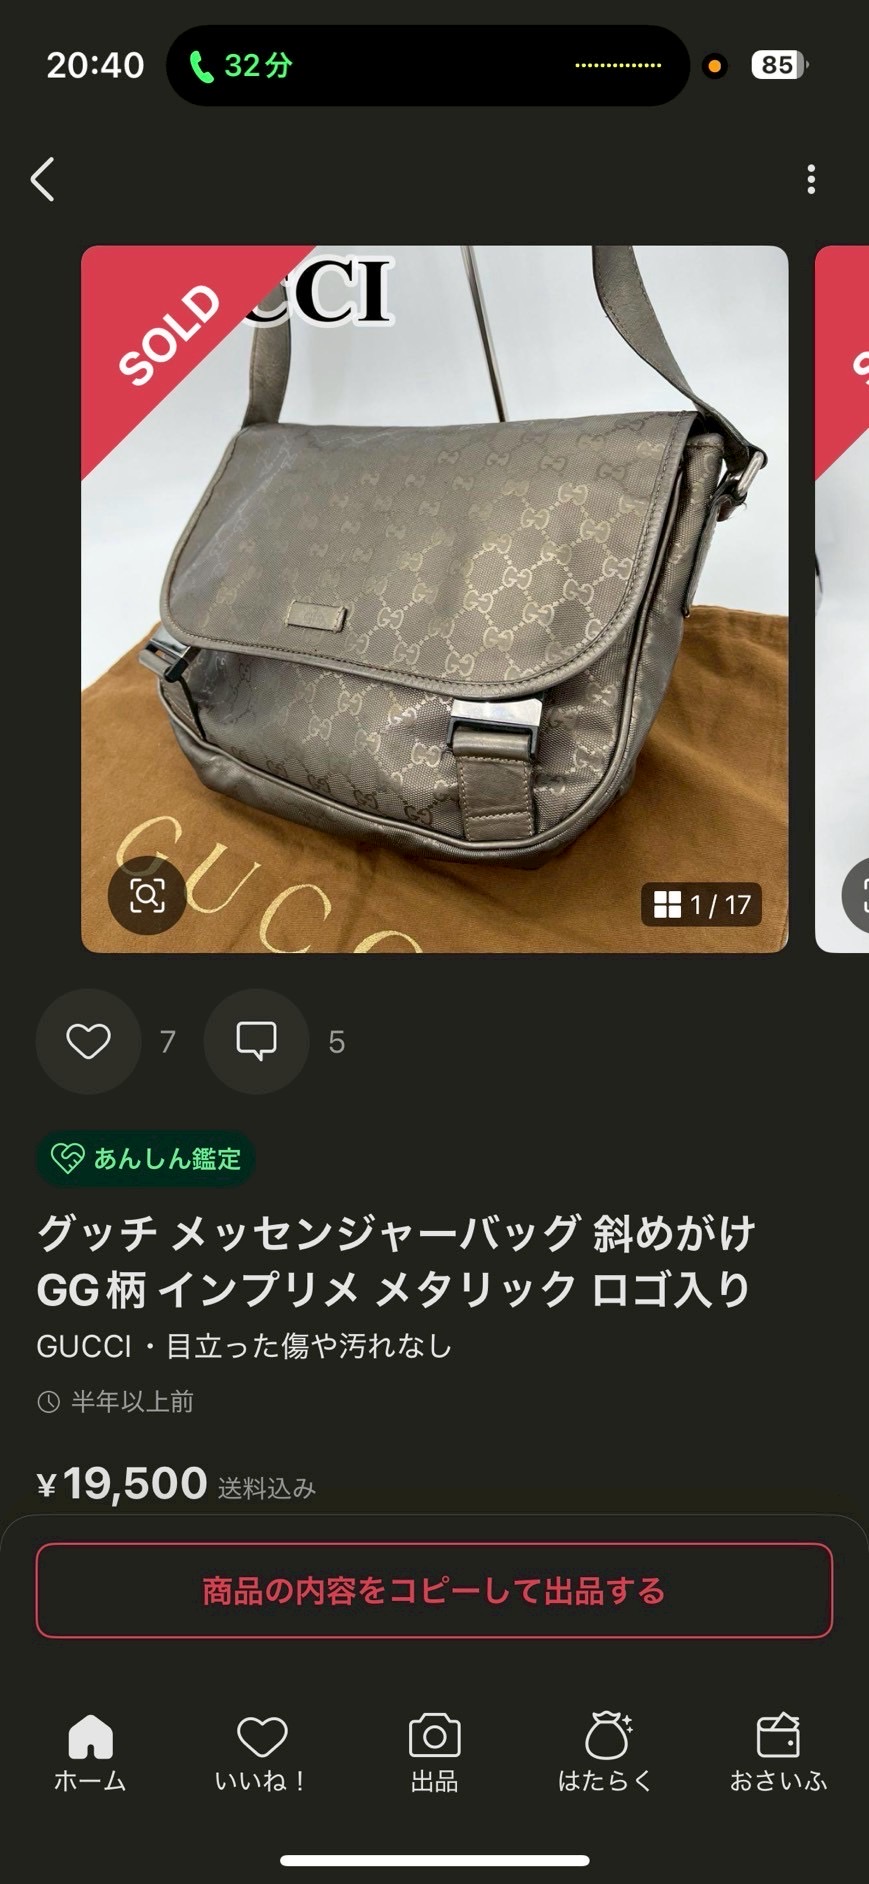 20:40
32分
85
SOLD
CCI
GUCC
1 / 17
7
5
あんしん鑑定
グッチ メッセンジャーバッグ 斜めがけ
GG柄 インプリメ メタリック ロゴ入り
GUCCI・目立った傷や汚れなし
半年以上前
¥19,500 送料込み
商品の内容をコピーして出品する
ホーム
いいね！
出品
はたらく
おさいふ